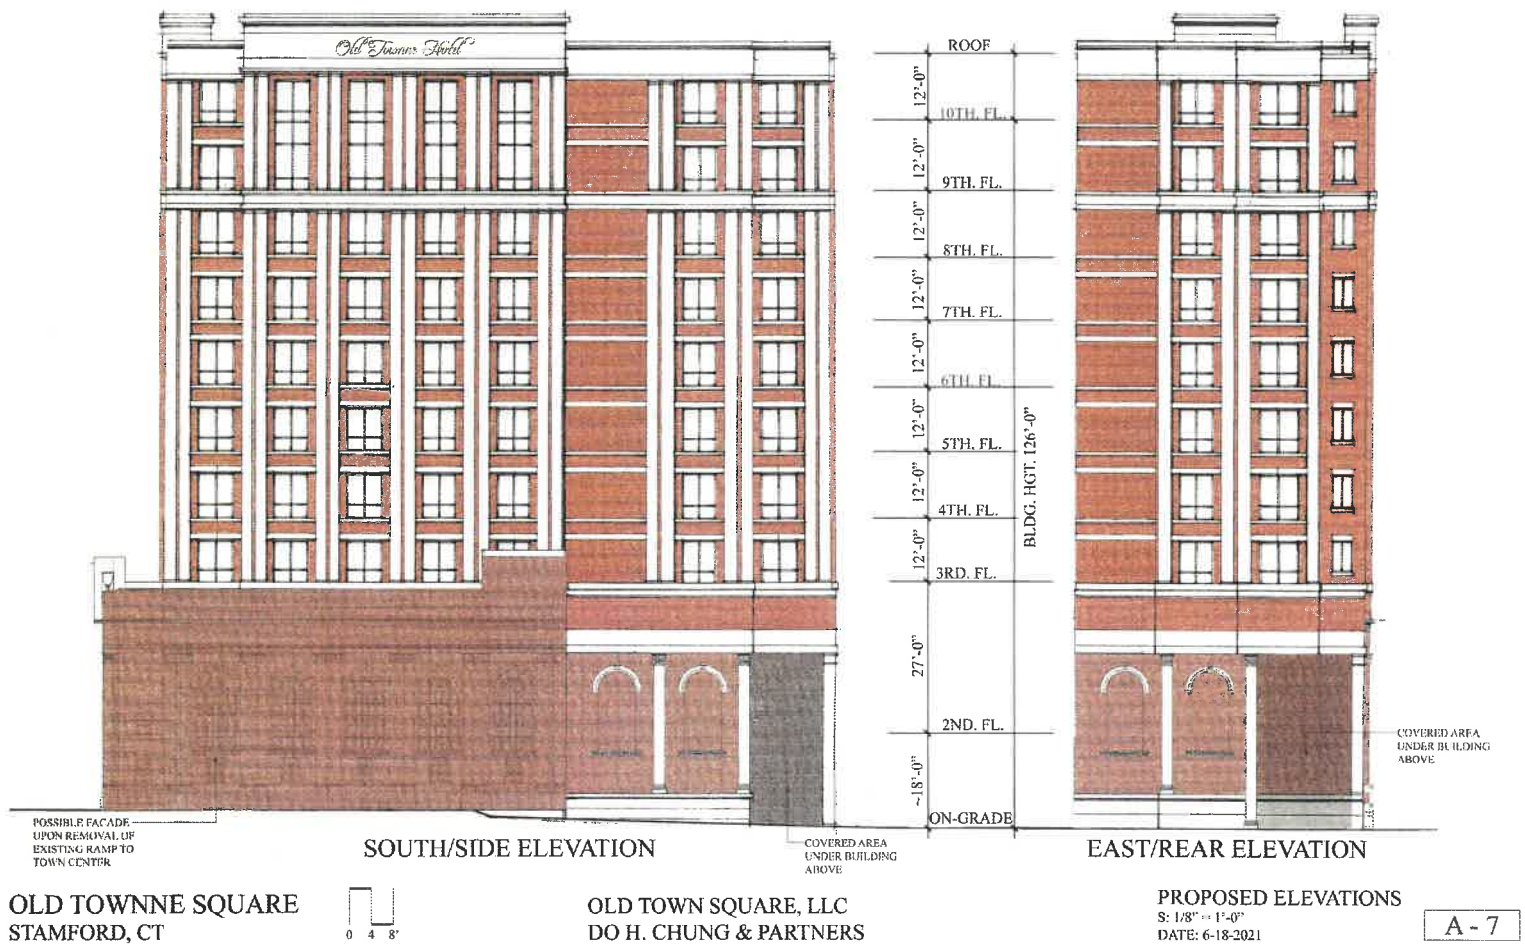 Old Towne Hotel
ROOF
12'-0"
10TH. FL.
12'-0"
9TH. FL.
12'-0"
8TH. FL.
12'-0"
7TH. FL.
12'-0"
6TH. FL.
12'-0"
5TH. FL.
12'-0"
4TH. FL.
12'-0"
3RD. FL.
27'-0"
2ND. FL.
~18'-0"
ON-GRADE
BLDG. HGT. 126'-0"
COVERED AREA
UNDER BUILDING
ABOVE
POSSIBLE FACADE
UPON REMOVAL OF
EXISTING RAMP TO
TOWN CENTER
SOUTH/SIDE ELEVATION
COVERED AREA
UNDER BUILDING
ABOVE
EAST/REAR ELEVATION
OLD TOWNNE SQUARE
STAMFORD, CT
0 4 8'
OLD TOWN SQUARE, LLC
DO H. CHUNG & PARTNERS
PROPOSED ELEVATIONS
S: 1/8" = 1'-0"
DATE: 6-18-2021
A - 7